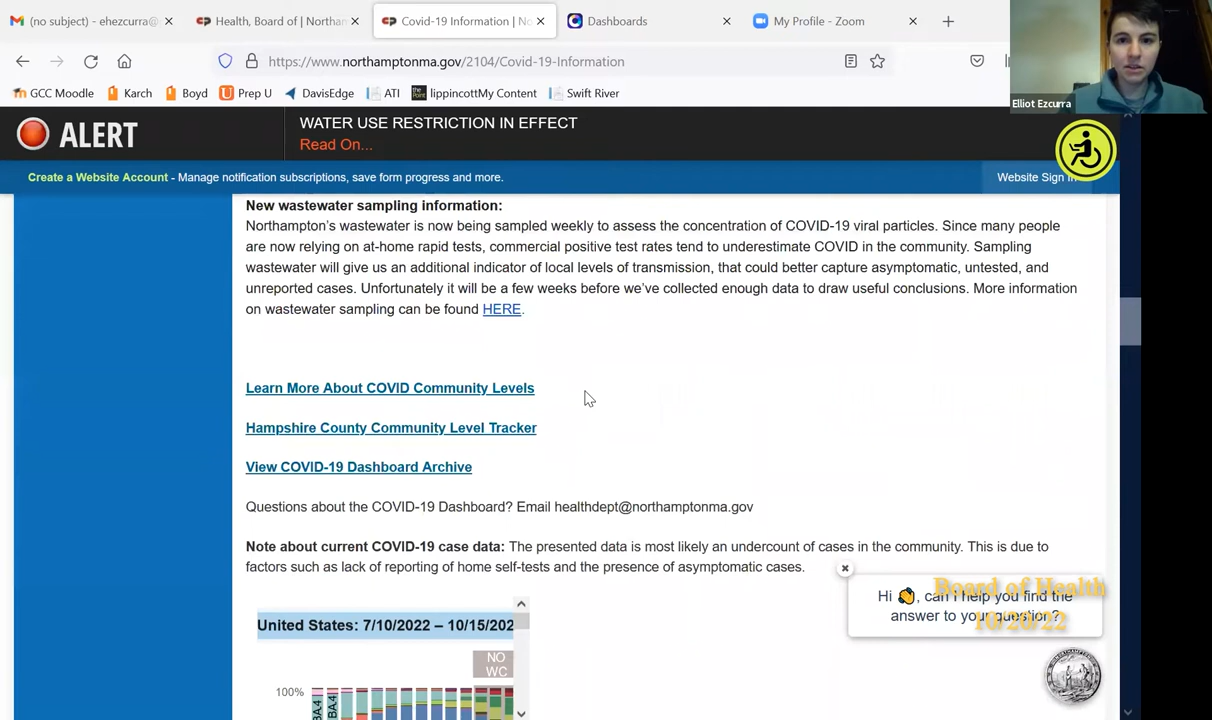 (no subject) - ehezcurra@
Health, Board of | Northan
Covid-19 Information | No
Dashboards
My Profile - Zoom
https://www.northamptonma.gov/2104/Covid-19-Information
GCC Moodle
Karch
Boyd
Prep U
DavisEdge
ATI
lippincottMy Content
Swift River
Elliot Ezcurra
ALERT
WATER USE RESTRICTION IN EFFECT
Read On...
Create a Website Account - Manage notification subscriptions, save form progress and more.
Website Sign In
New wastewater sampling information:
Northampton's wastewater is now being sampled weekly to assess the concentration of COVID-19 viral particles. Since many people
are now relying on at-home rapid tests, commercial positive test rates tend to underestimate COVID in the community. Sampling
wastewater will give us an additional indicator of local levels of transmission, that could better capture asymptomatic, untested, and
unreported cases. Unfortunately it will be a few weeks before we've collected enough data to draw useful conclusions. More information
on wastewater sampling can be found HERE.
Learn More About COVID Community Levels
Hampshire County Community Level Tracker
View COVID-19 Dashboard Archive
Questions about the COVID-19 Dashboard? Email healthdept@northamptonma.gov
Note about current COVID-19 case data: The presented data is most likely an undercount of cases in the community. This is due to
factors such as lack of reporting of home self-tests and the presence of asymptomatic cases.
Hi 👏, can I help you find the
answer to your question?
Board of Health
10/20/22
United States: 7/10/2022 – 10/15/202
NO
WC
100%
BA.4
BA.4